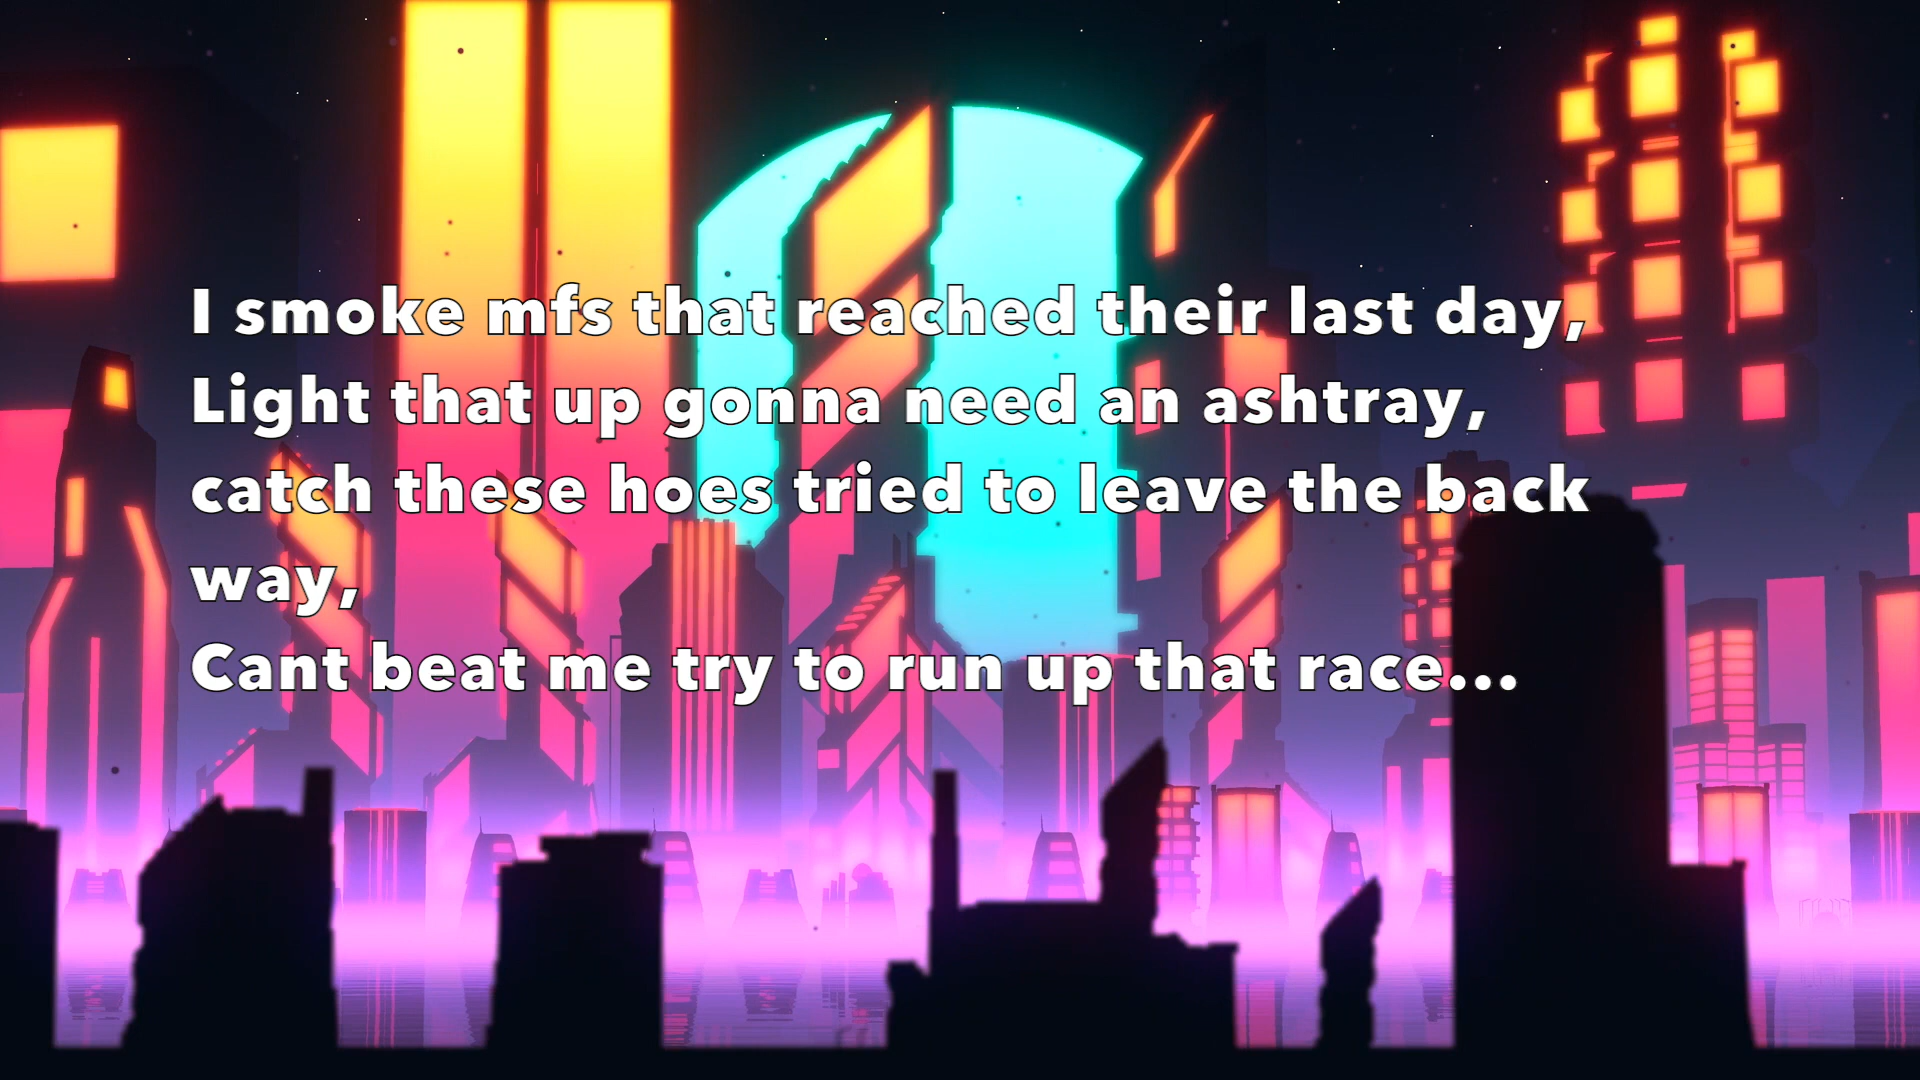 I smoke mfs that reached their last day,
Light that up gonna need an ashtray,
catch these hoes tried to leave the back
way,
Cant beat me try to run up that race...